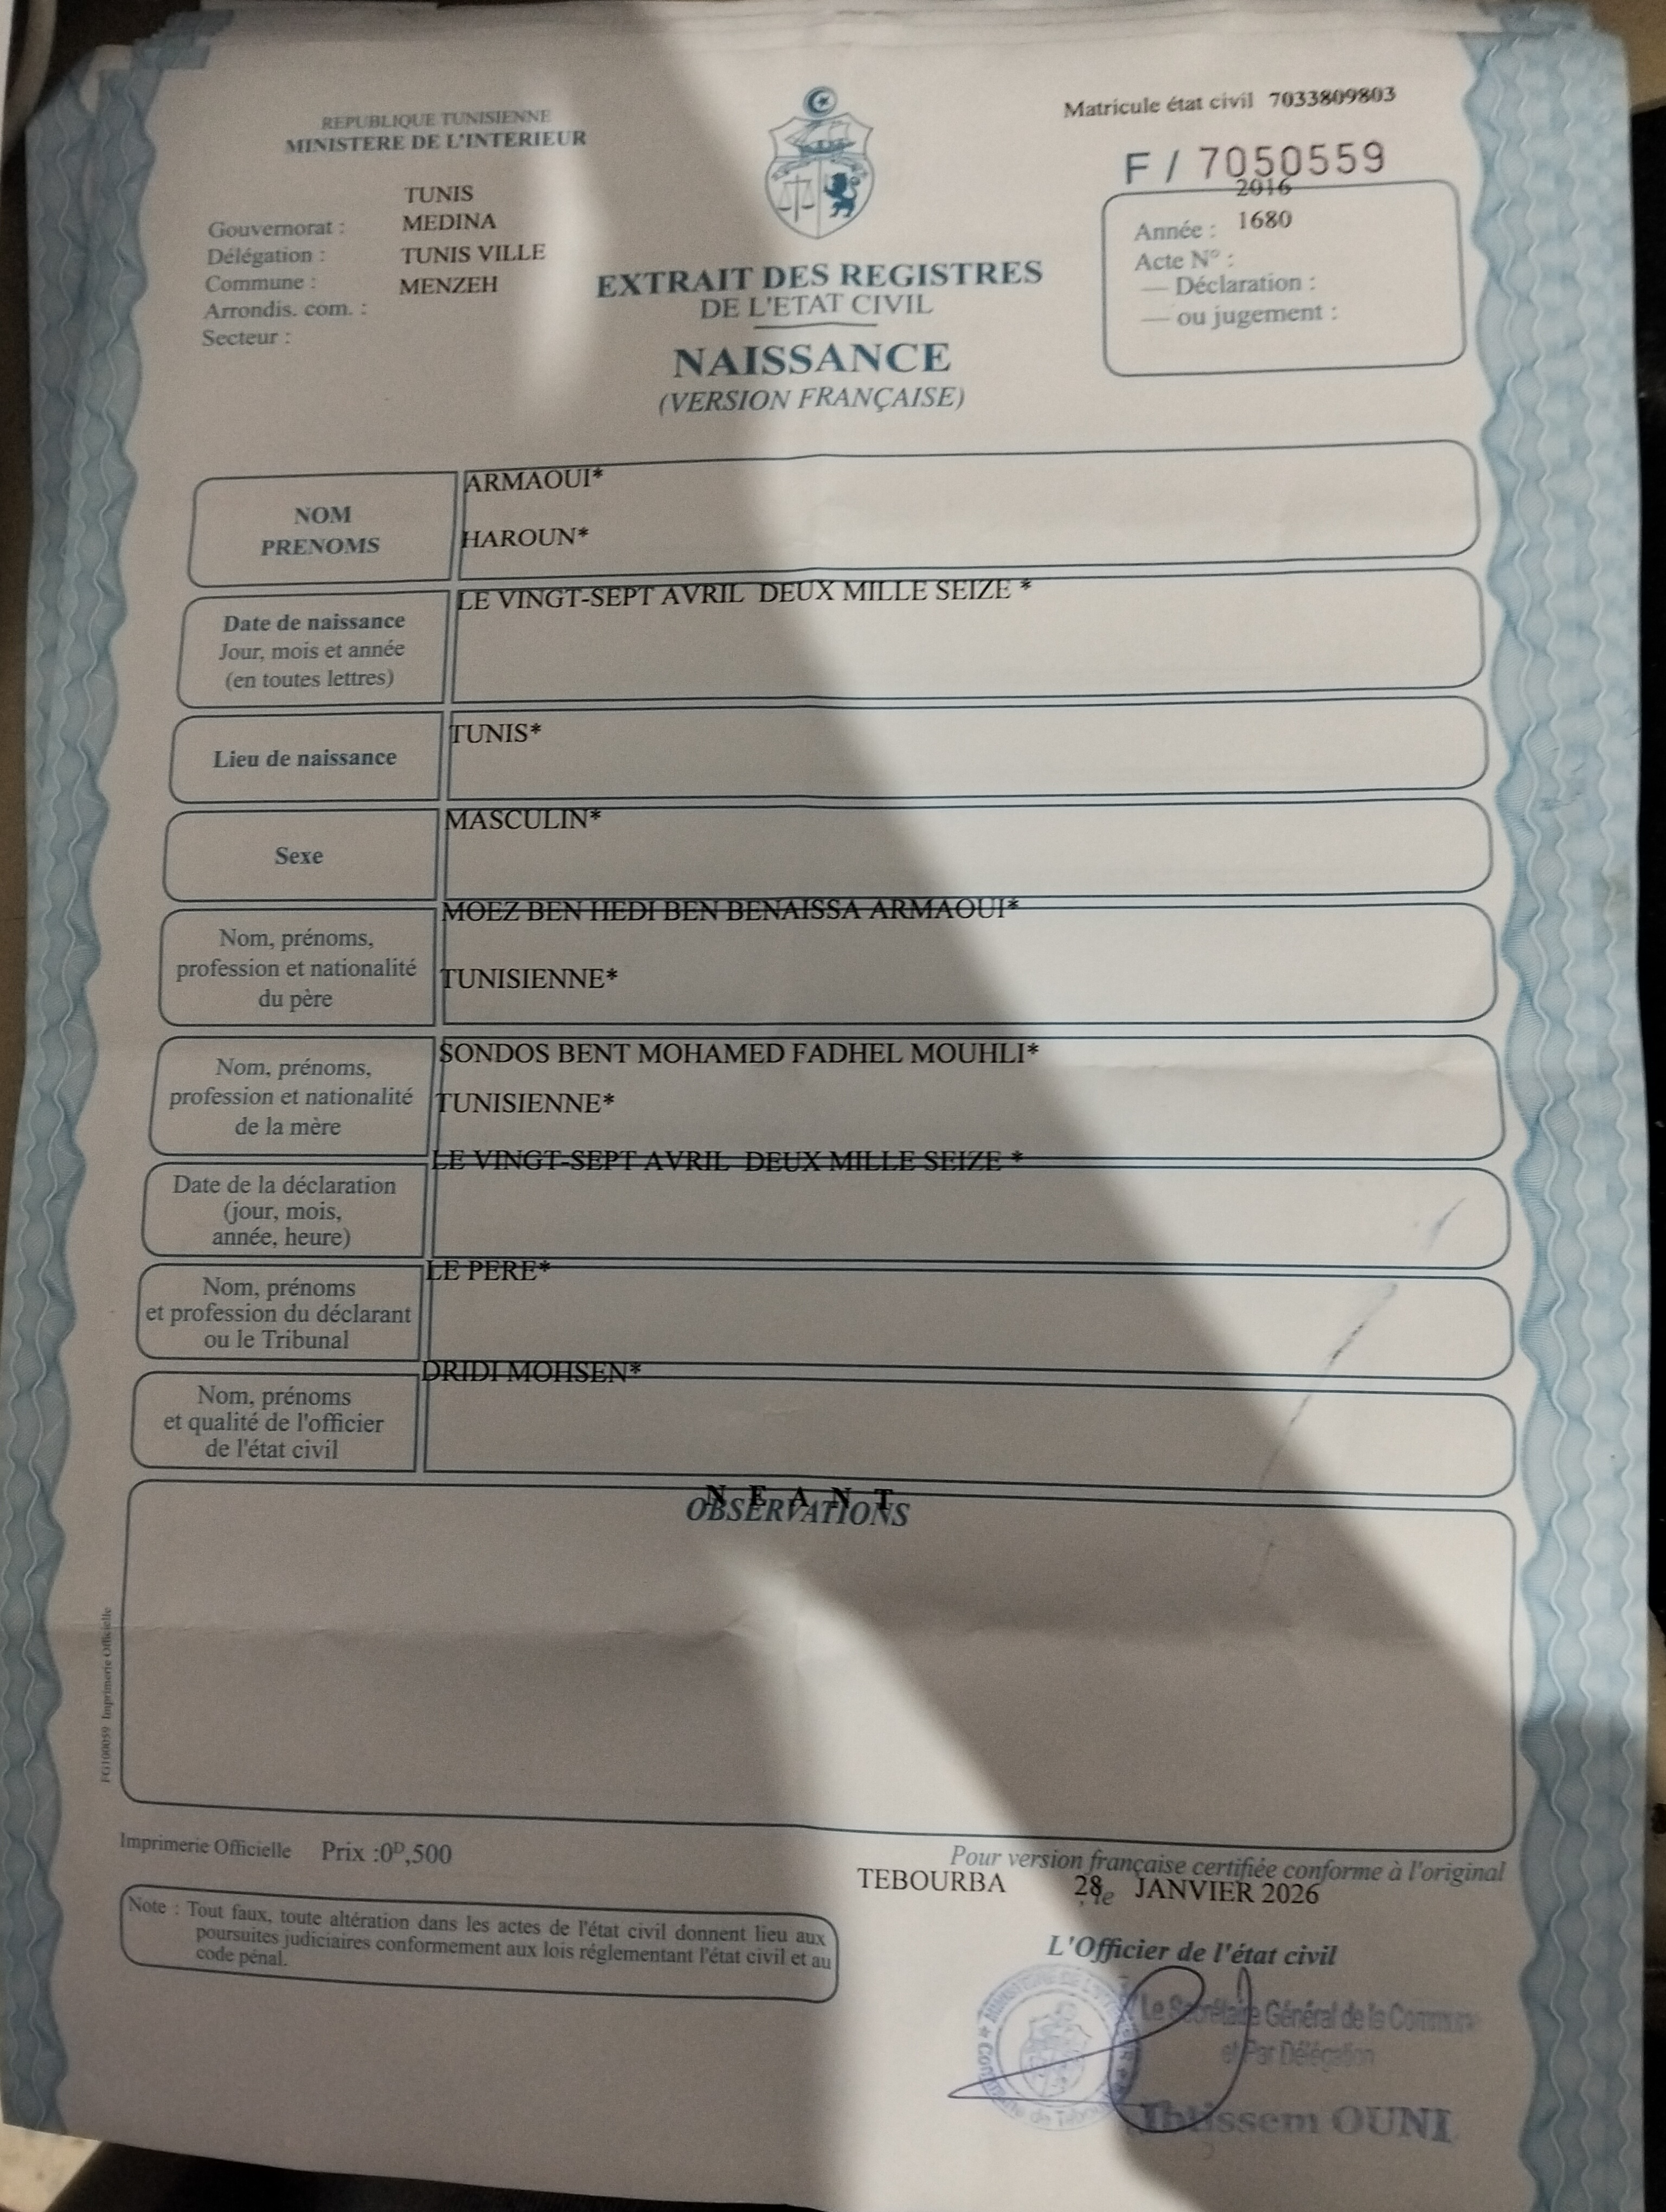 REPUBLIQUE TUNISIENNE
MINISTERE DE L'INTERIEUR
Matricule état civil 7033809803
F / 7050559
TUNIS
Gouvernorat : MEDINA
Délégation : TUNIS VILLE
Commune : MENZEH
Arrondis. com. :
Secteur :
2016
Année : 1680
Acte N° :
— Déclaration :
— ou jugement :
EXTRAIT DES REGISTRES
DE L'ETAT CIVIL
NAISSANCE
(VERSION FRANÇAISE)
NOM
PRENOMS
ARMAOUI*
HAROUN*
Date de naissance
Jour, mois et année
(en toutes lettres)
LE VINGT-SEPT AVRIL DEUX MILLE SEIZE *
Lieu de naissance
TUNIS*
Sexe
MASCULIN*
Nom, prénoms,
profession et nationalité
du père
MOEZ BEN HEDI BEN BENAISSA ARMAOUI*
TUNISIENNE*
Nom, prénoms,
profession et nationalité
de la mère
SONDOS BENT MOHAMED FADHEL MOUHLI*
TUNISIENNE*
Date de la déclaration
(jour, mois,
année, heure)
LE VINGT-SEPT AVRIL DEUX MILLE SEIZE *
Nom, prénoms
et profession du déclarant
ou le Tribunal
LE PERE*
Nom, prénoms
et qualité de l'officier
de l'état civil
DRIDI MOHSEN*
N E A N T
OBSERVATIONS
FG100059 Imprimerie Officielle
Imprimerie Officielle Prix :0D,500
Pour version française certifiée conforme à l'original
TEBOURBA 28 le JANVIER 2026
Note : Tout faux, toute altération dans les actes de l'état civil donnent lieu aux
poursuites judiciaires conformement aux lois réglementant l'état civil et au
code pénal.
L'Officier de l'état civil
Le Secrétaire Général de la Commune
et Par Délégation
Ibtissem OUNI